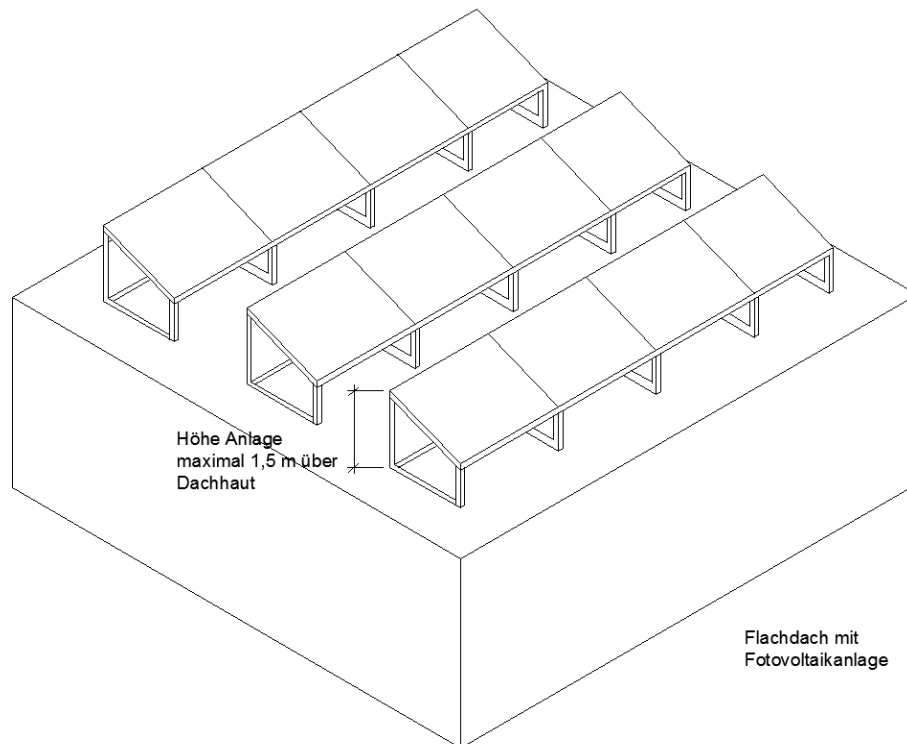 Höhe Anlage
maximal 1,5 m über
Dachhaut
Flachdach mit
Fotovoltaikanlage